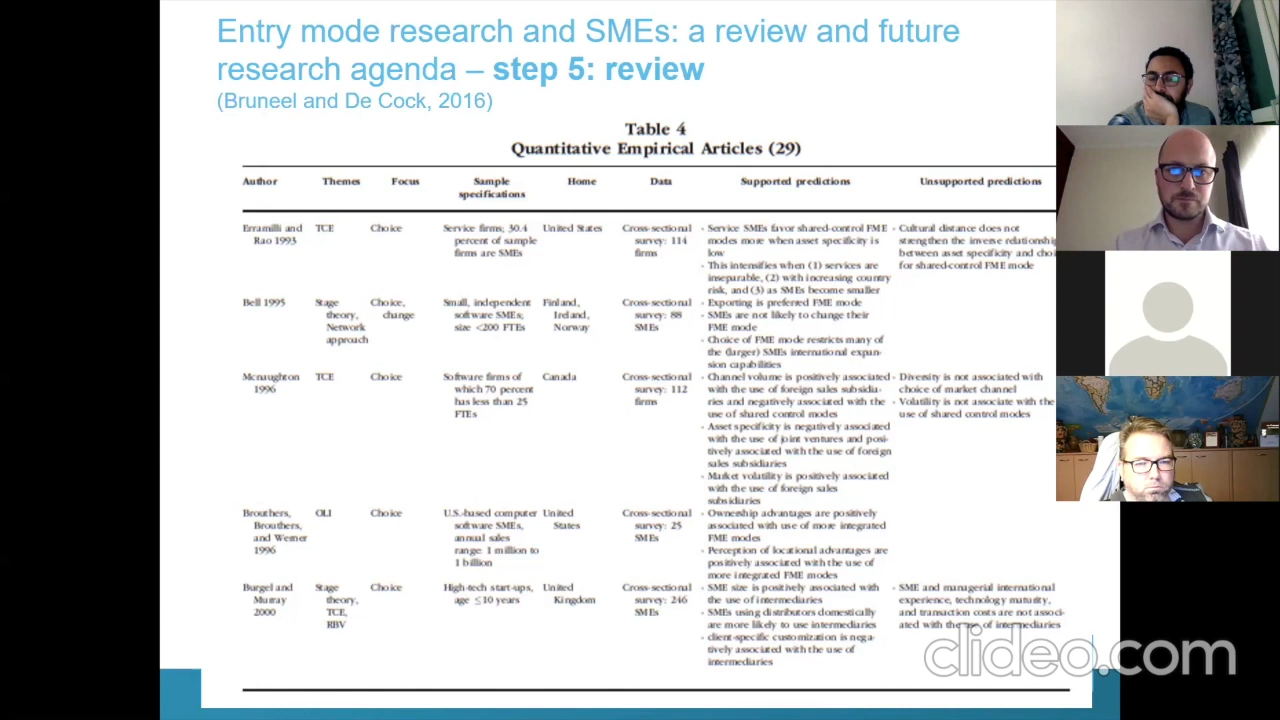 Entry mode research and SMEs: a review and future
research agenda – step 5: review
(Bruneel and De Cock, 2016)
Table 4
Quantitative Empirical Articles (29)
Author Themes Focus Sample specifications Home Data Supported predictions Unsupported predictions
Erramilli and Rao 1993
TCE
Choice
Service firms; 30.4
percent of sample
firms are SMEs
United States
Cross-sectional
survey: 114
firms
· Service SMEs favor shared-control FME
modes more when asset specificity is
low
· This intensifies when (1) services are
inseparable, (2) with increasing country
risk, and (3) as SMEs become smaller
· Cultural distance does not
strengthen the inverse relationship
between asset specificity and
for shared-control FME mode
Bell 1995
Stage
theory,
Network
approach
Choice,
change
Small, independent
software SMEs;
size <200 FTEs
Finland,
Ireland,
Norway
Cross-sectional
survey: 88
SMEs
· Exporting is preferred FME mode
· SMEs are not likely to change their
FME mode
· Choice of FME mode restricts many of
the (larger) SMEs international expan-
sion capabilities
Mcnaughton
1996
TCE
Choice
Software firms of
which 70 percent
has less than 25
FTEs
Canada
Cross-sectional
survey: 112
firms
· Channel volume is positively associated
with the use of foreign sales subsidia-
ries and negatively associated with the
use of shared control modes
· Asset specificity is negatively associated
with the use of joint ventures and posi-
tively associated with the use of foreign
sales subsidiaries
· Market volatility is positively associated
with the use of foreign sales
subsidiaries
· Diversity is not associated with
choice of market channel
· Volatility is not associate with the
use of shared control modes
Brouthers,
Brouthers,
and Werner
1996
OLI
Choice
U.S.-based computer
software SMEs,
annual sales
range: 1 million to
1 billion
United
States
Cross-sectional
survey: 25
SMEs
· Ownership advantages are positively
associated with use of more integrated
FME modes
· Perception of locational advantages are
positively associated with the use of
more integrated FME modes
Burgel and
Murray
2000
Stage
theory,
TCE,
RBV
Choice
High-tech start-ups,
age ≤10 years
United
Kingdom
Cross-sectional
survey: 246
SMEs
· SME size is positively associated with
the use of intermediaries
· SMEs using distributors domestically
are more likely to use intermediaries
· client-specific customization is nega-
tively associated with the use of
intermediaries
· SME and managerial international
experience, technology maturity,
and transaction costs are not associ-
ated with the use of intermediaries
clideo.com